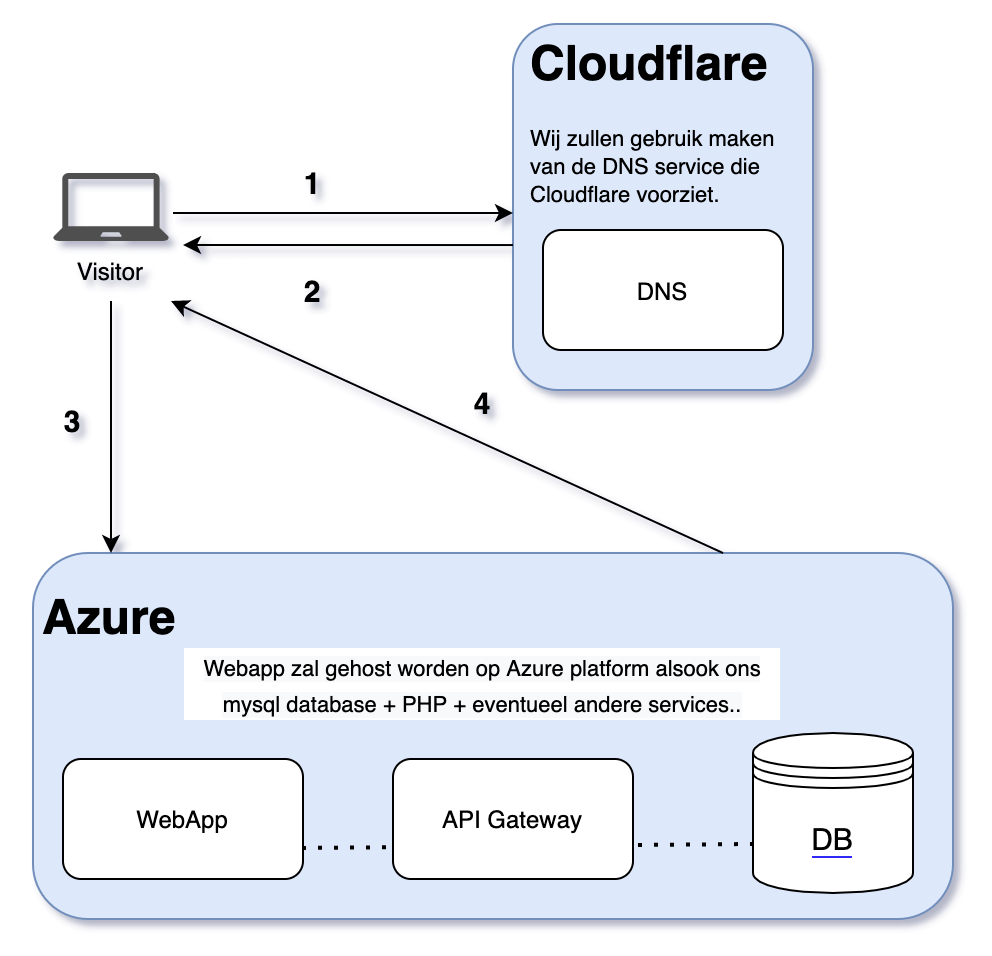 Cloudflare
Wij zullen gebruik maken
van de DNS service die
Cloudflare voorziet.
DNS
1
2
Visitor
3
4
Azure
Webapp zal gehost worden op Azure platform alsook ons
mysql database + PHP + eventueel andere services..
WebApp
API Gateway
DB